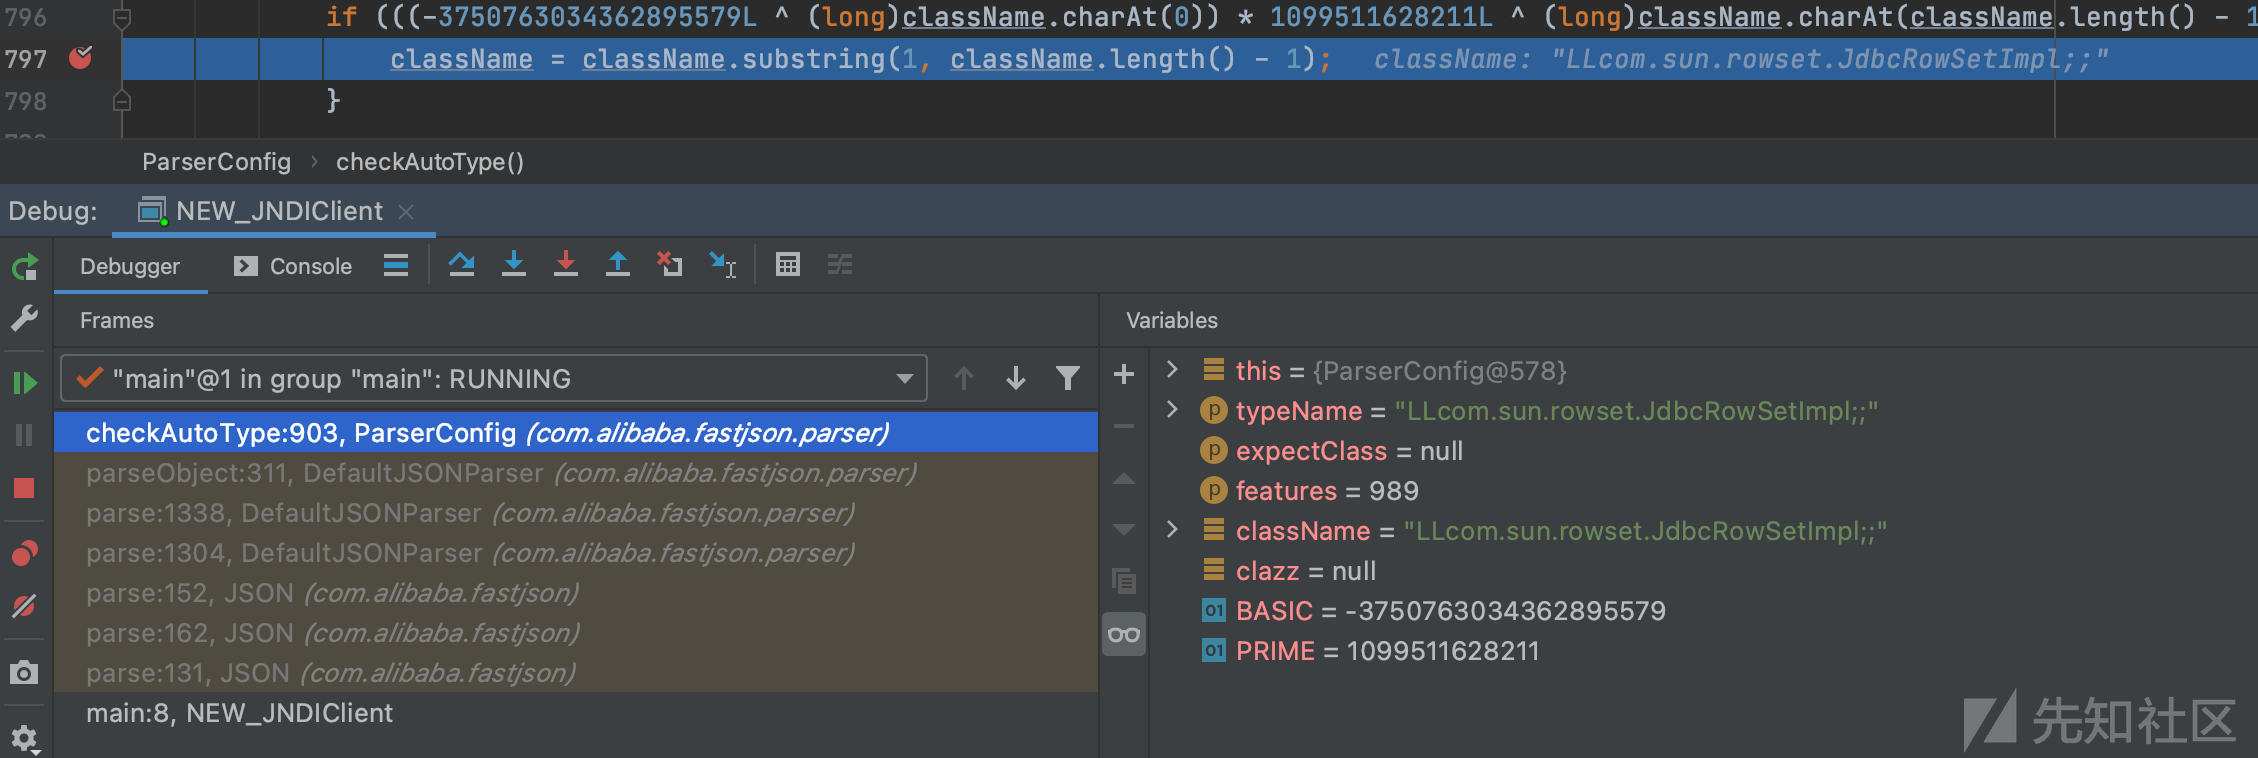 796 if (((-3750763034362895579L ^ (long)className.charAt(0)) * 1099511628211L ^ (long)className.charAt(className.length() - 1
797 className = className.substring(1, className.length() - 1); className: "LLcom.sun.rowset.JdbcRowSetImpl;;"
798 }
ParserConfig › checkAutoType()
Debug: NEW_JNDIClient ×
Debugger Console
Frames
Variables
"main"@1 in group "main": RUNNING
checkAutoType:903, ParserConfig (com.alibaba.fastjson.parser)
parseObject:311, DefaultJSONParser (com.alibaba.fastjson.parser)
parse:1338, DefaultJSONParser (com.alibaba.fastjson.parser)
parse:1304, DefaultJSONParser (com.alibaba.fastjson.parser)
parse:152, JSON (com.alibaba.fastjson)
parse:162, JSON (com.alibaba.fastjson)
parse:131, JSON (com.alibaba.fastjson)
main:8, NEW_JNDIClient
this = {ParserConfig@578}
p typeName = "LLcom.sun.rowset.JdbcRowSetImpl;;"
p expectClass = null
p features = 989
className = "LLcom.sun.rowset.JdbcRowSetImpl;;"
clazz = null
01 BASIC = -3750763034362895579
01 PRIME = 1099511628211
先知社区